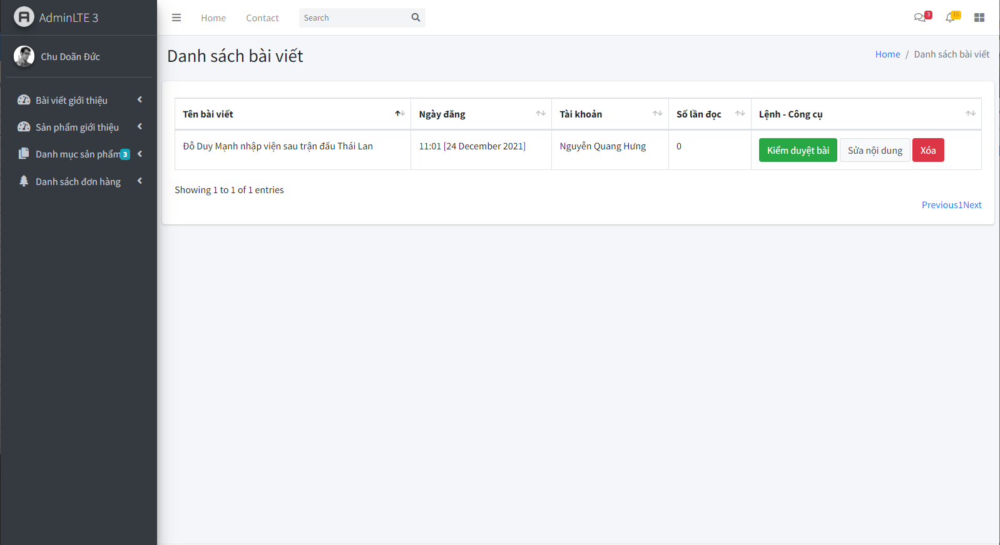 AdminLTE 3
Home
Contact
Search
3
15
Chu Doãn Đức
Bài viết giới thiệu
Sản phẩm giới thiệu
Danh mục sản phẩm 3
Danh sách đơn hàng
Danh sách bài viết
Home / Danh sách bài viết
Tên bài viết Ngày đăng Tài khoản Số lần đọc Lệnh - Công cụ
Đỗ Duy Mạnh nhập viện sau trận đấu Thái Lan 11:01 [24 December 2021] Nguyễn Quang Hưng 0 Kiểm duyệt bài Sửa nội dung Xóa
Showing 1 to 1 of 1 entries
Previous1Next